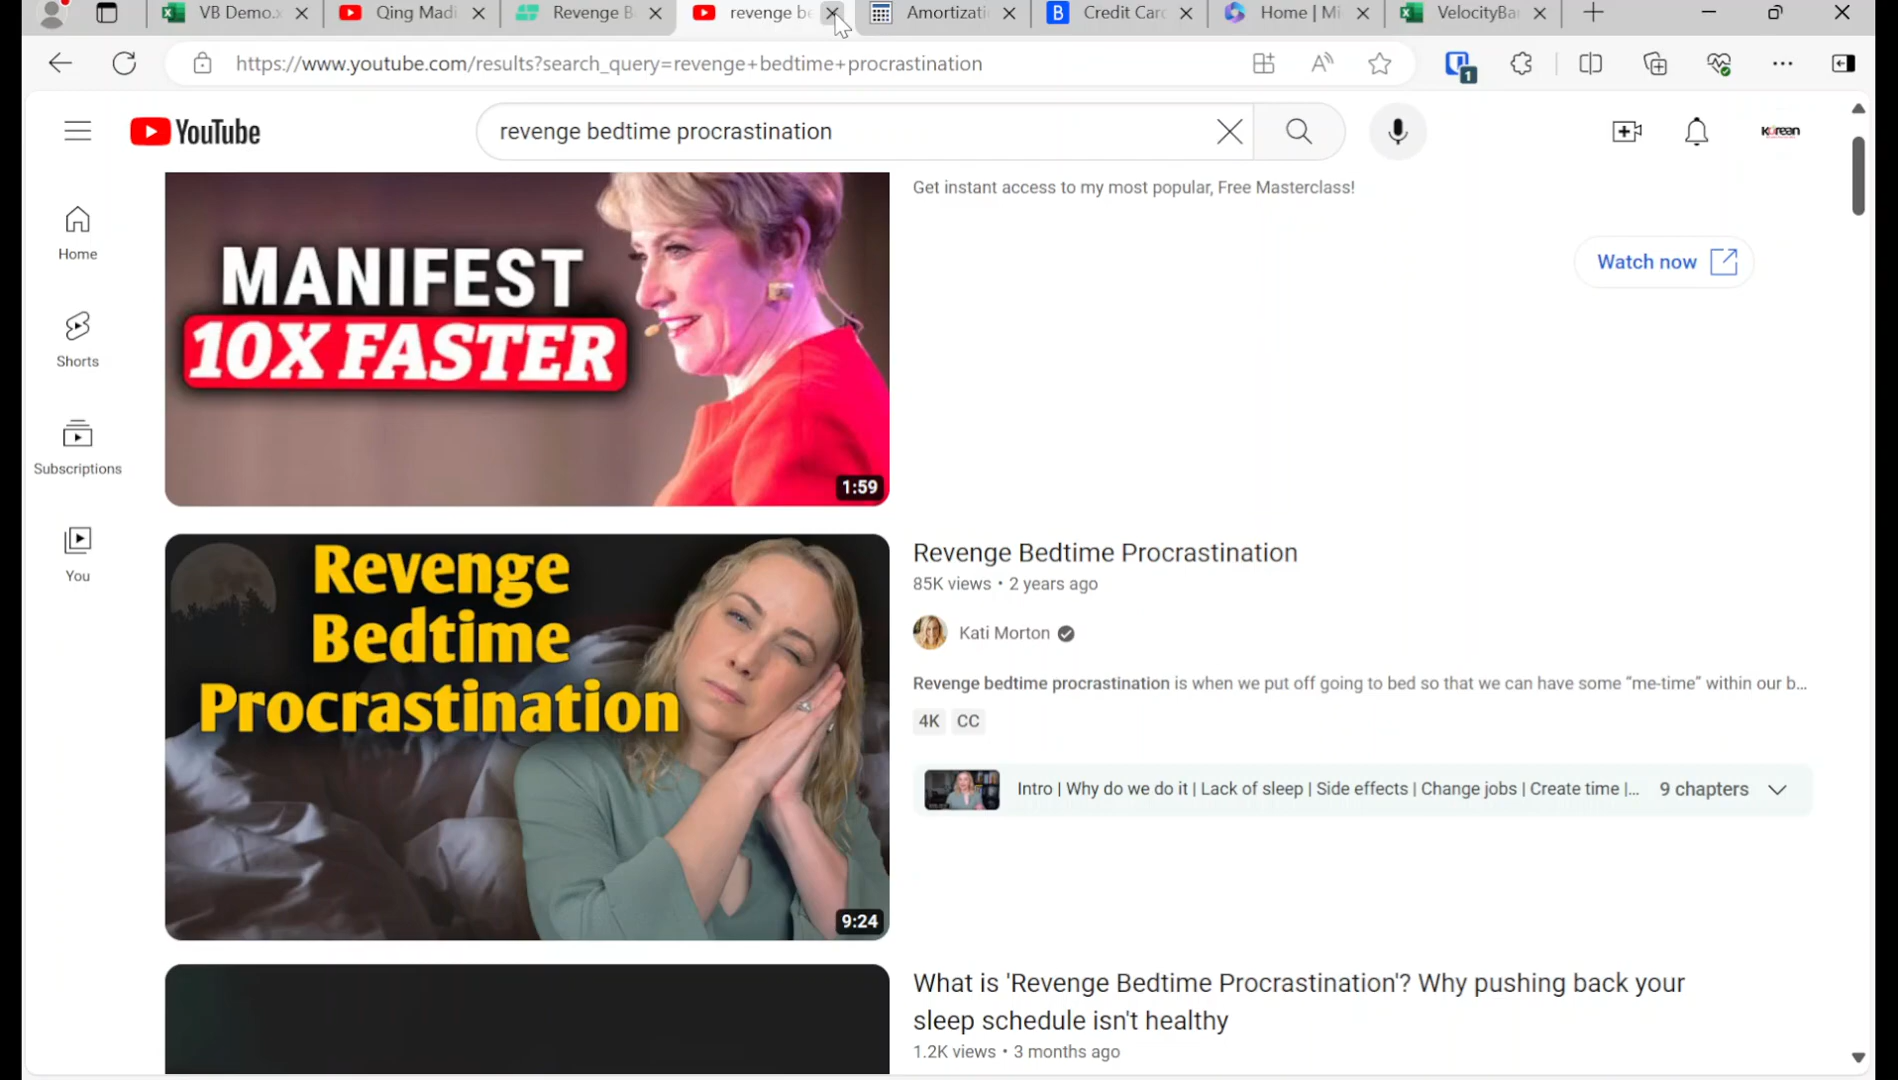 VB Demo.x
Qing Madi
Revenge B
revenge be
Amortizati
B
Credit Card
Home | Mi
VelocityBa
https://www.youtube.com/results?search_query=revenge+bedtime+procrastination
1
YouTube
revenge bedtime procrastination
Korean
Home
Shorts
Subscriptions
You
MANIFEST
10X FASTER
1:59
Get instant access to my most popular, Free Masterclass!
Watch now
Revenge
Bedtime
Procrastination
9:24
Revenge Bedtime Procrastination
85K views • 2 years ago
Kati Morton
Revenge bedtime procrastination is when we put off going to bed so that we can have some “me-time” within our b...
4K CC
Intro | Why do we do it | Lack of sleep | Side effects | Change jobs | Create time |... 9 chapters
What is 'Revenge Bedtime Procrastination'? Why pushing back your
sleep schedule isn't healthy
1.2K views • 3 months ago